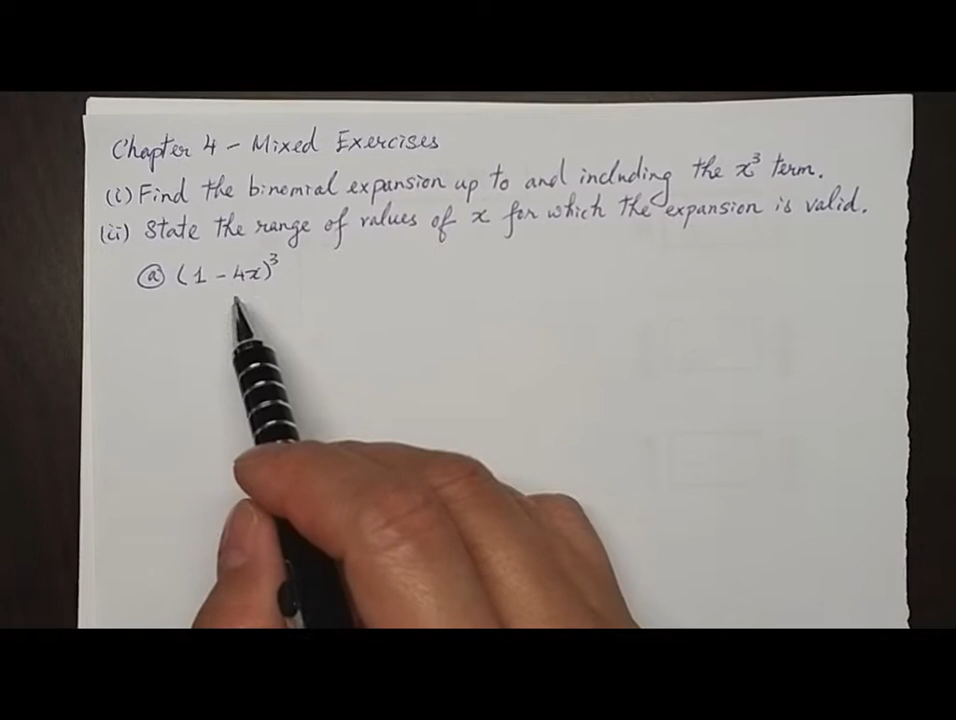 Chapter 4 - Mixed Exercises
(i) Find the binomial expansion up to and including the x³ term.
(ii) State the range of values of x for which the expansion is valid.
ⓐ (1 - 4x)³